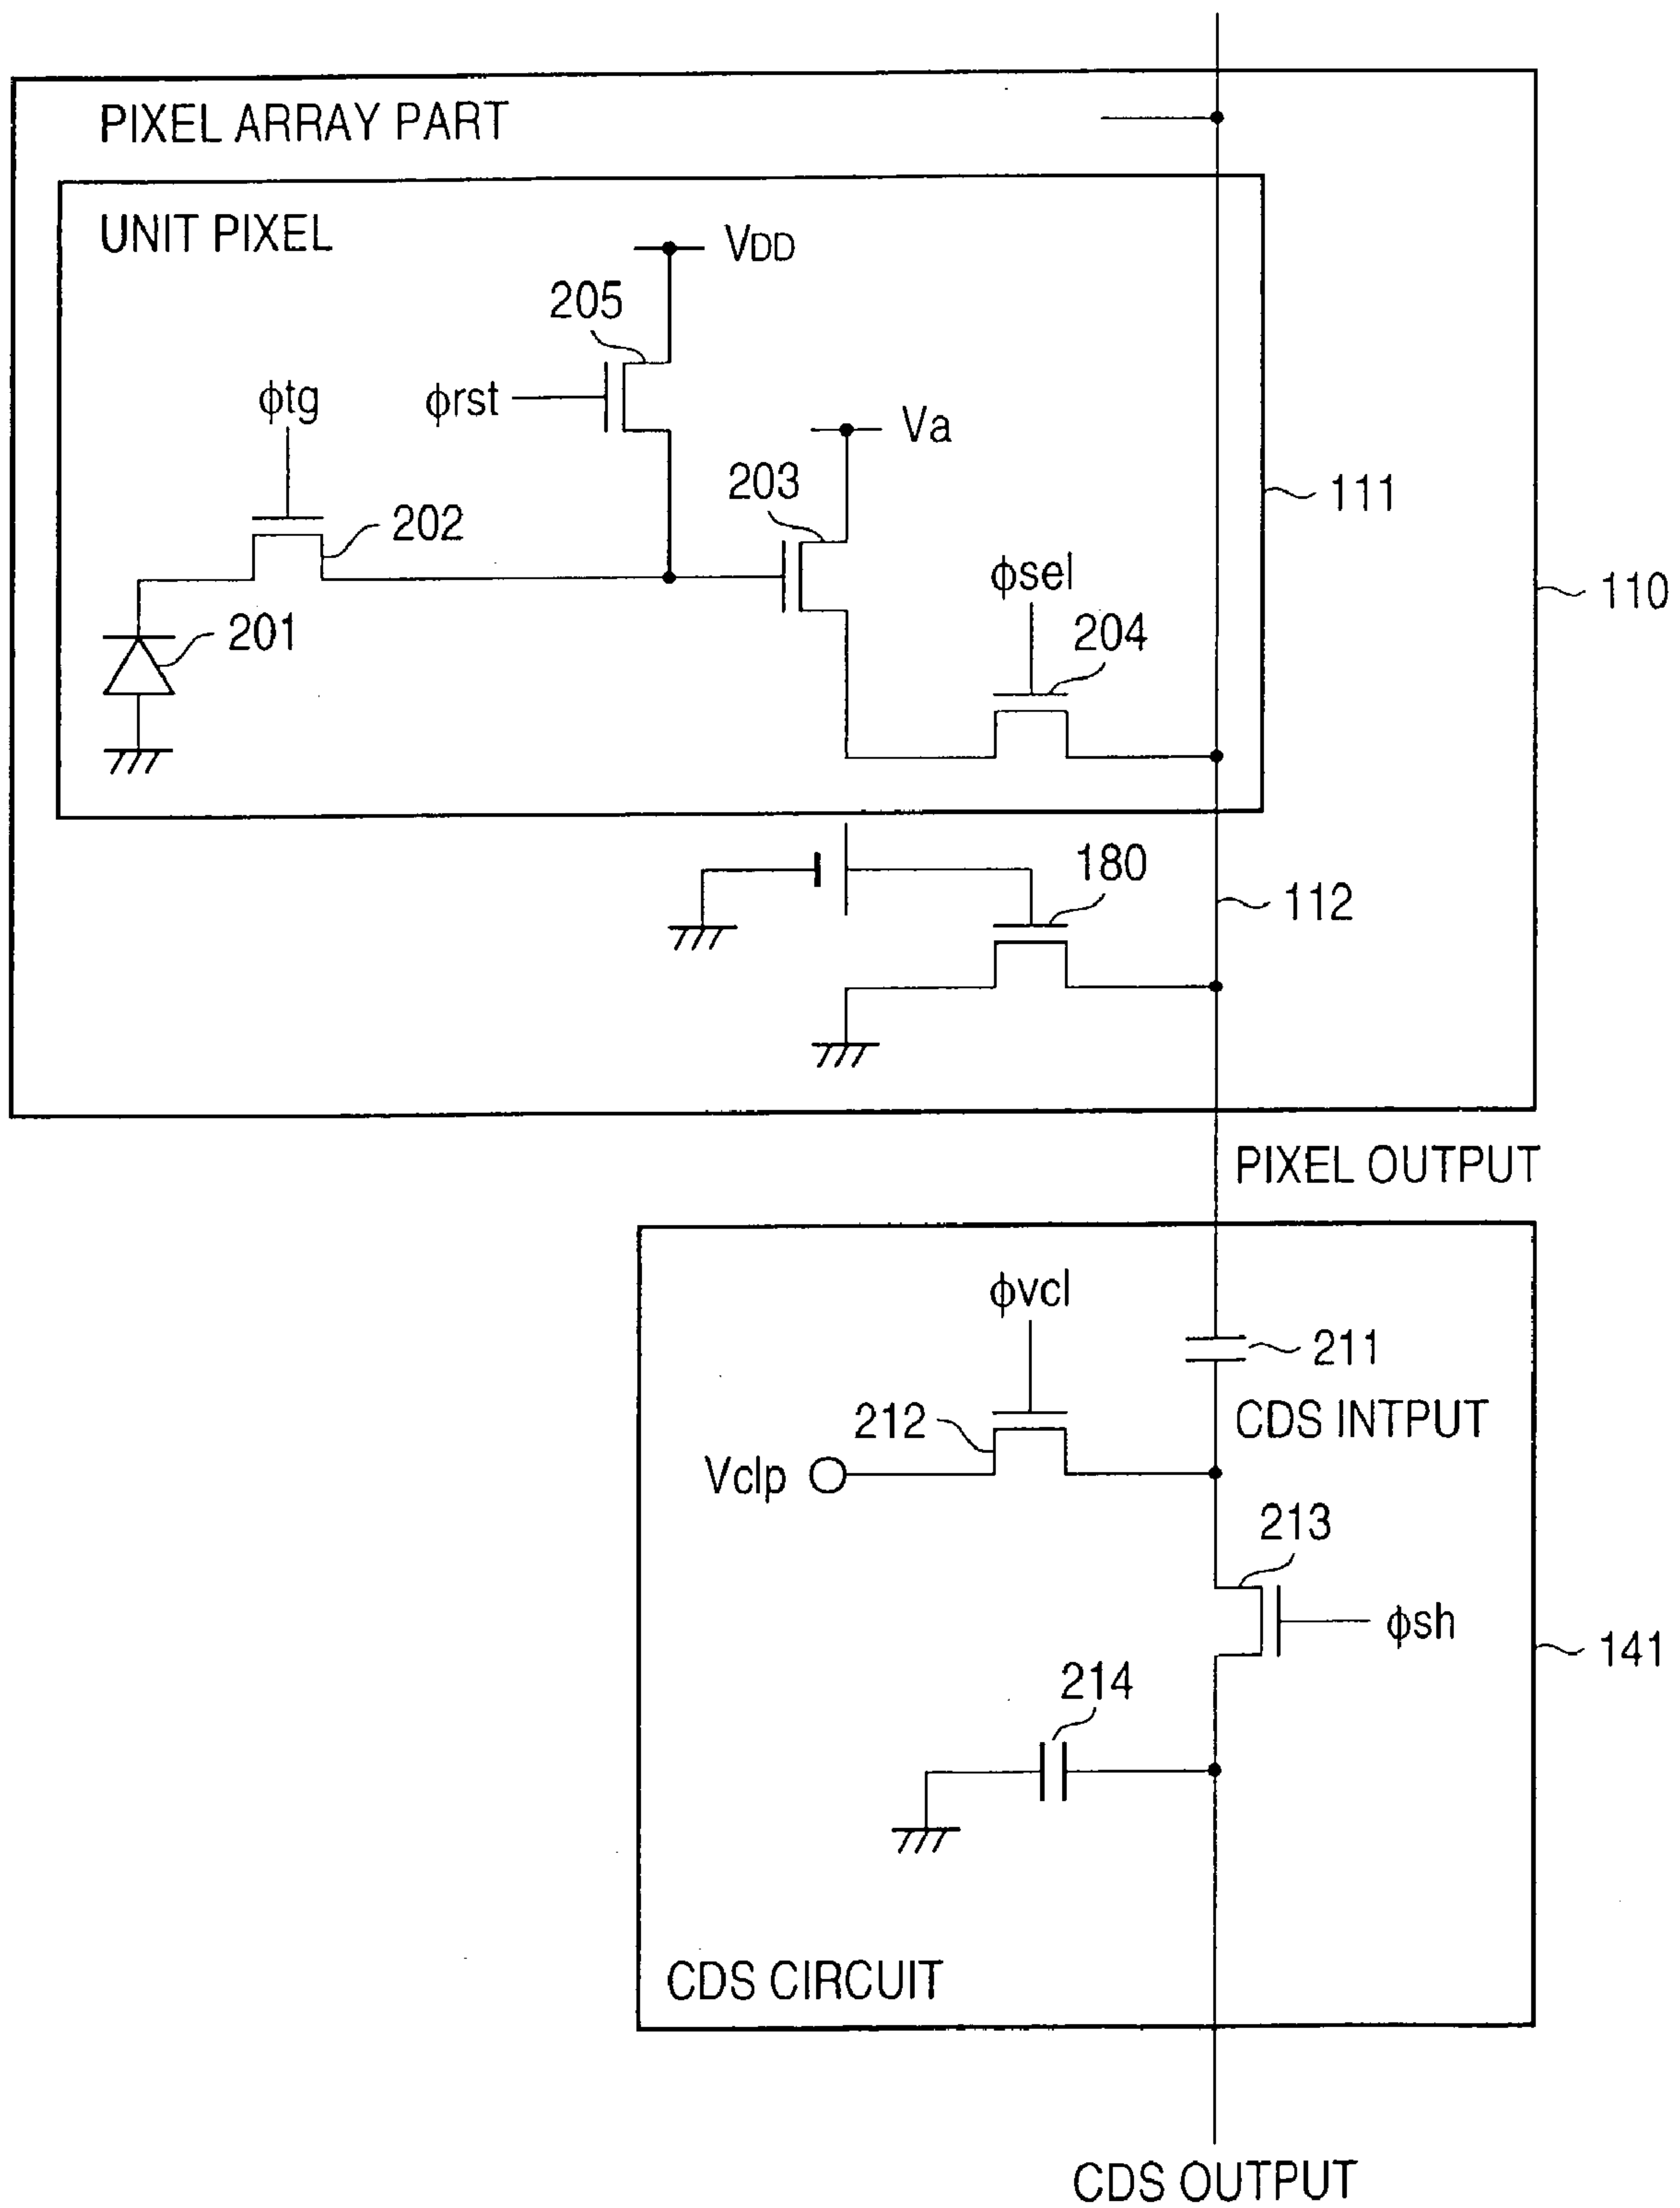 PIXEL ARRAY PART
UNIT PIXEL
VDD
205
ϕtg
ϕrst
Va
203
111
202
ϕsel
110
204
201
180
112
PIXEL OUTPUT
ϕvcl
211
212
CDS INTPUT
Vclp
213
ϕsh
141
214
CDS CIRCUIT
CDS OUTPUT